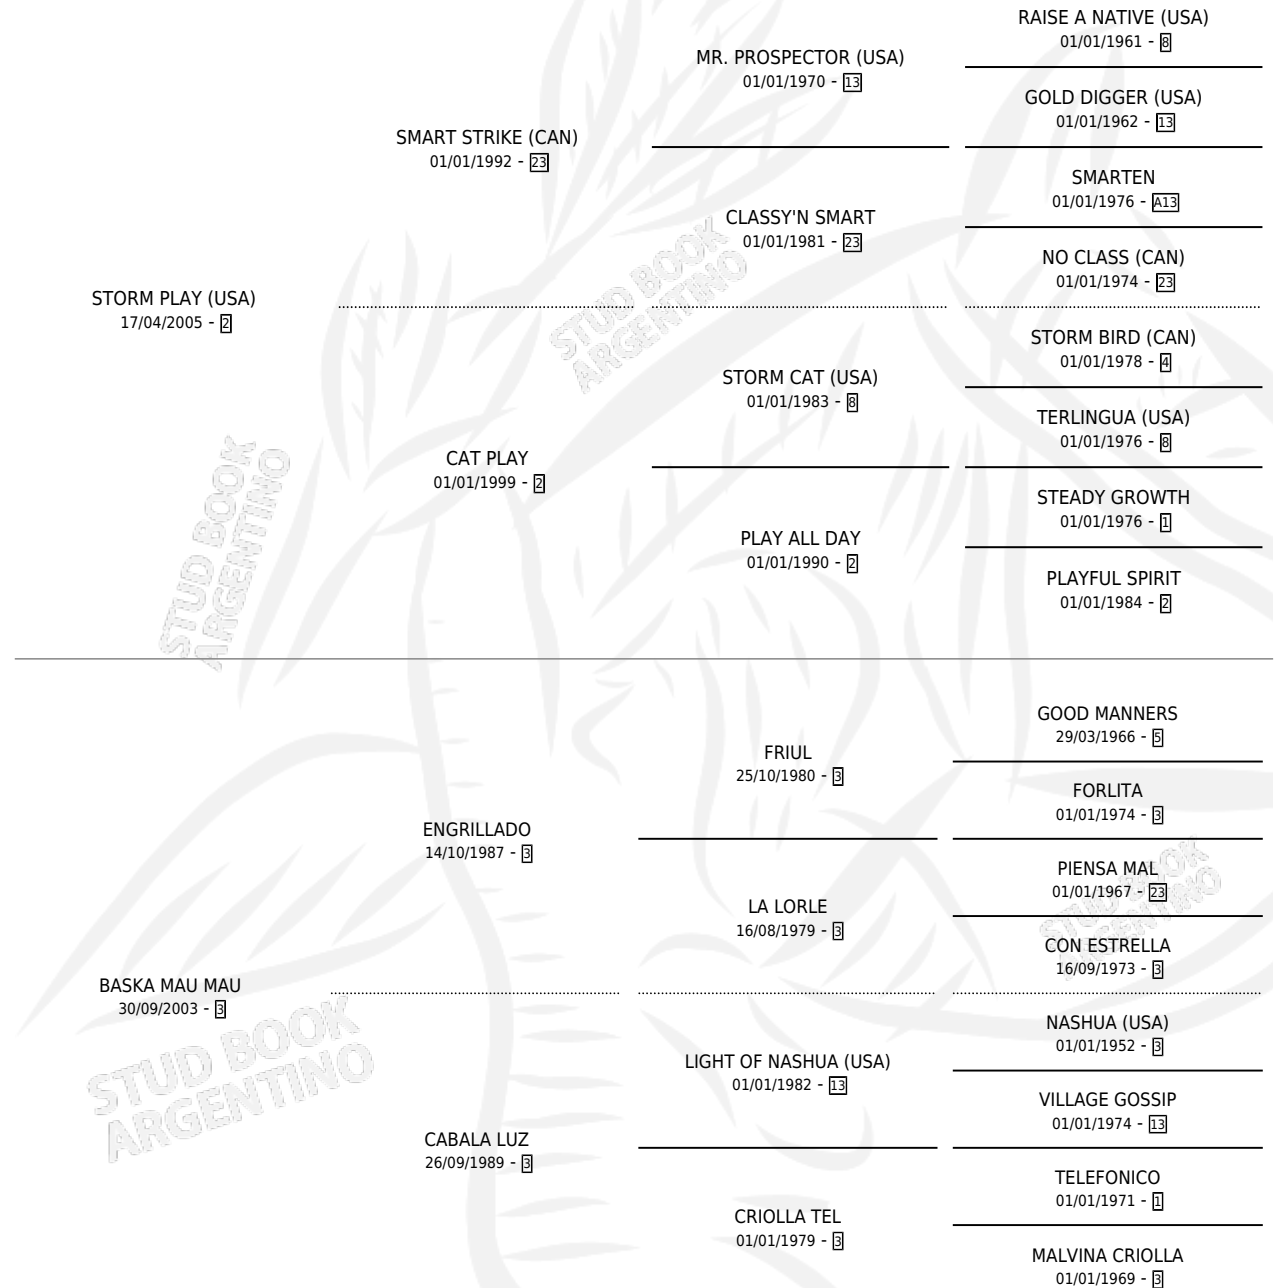 RAISE A NATIVE (USA)
01/01/1961 - 8
MR. PROSPECTOR (USA)
01/01/1970 - 13
GOLD DIGGER (USA)
01/01/1962 - 13
SMART STRIKE (CAN)
01/01/1992 - 23
SMARTEN
01/01/1976 - A13
CLASSY'N SMART
01/01/1981 - 23
NO CLASS (CAN)
01/01/1974 - 23
STORM PLAY (USA)
17/04/2005 - 2
STUD BOOK
ARGENTINO
STORM BIRD (CAN)
01/01/1978 - 4
STORM CAT (USA)
01/01/1983 - 8
TERLINGUA (USA)
01/01/1976 - 8
CAT PLAY
01/01/1999 - 2
STEADY GROWTH
01/01/1976 - 1
PLAY ALL DAY
01/01/1990 - 2
PLAYFUL SPIRIT
01/01/1984 - 2
STUD BOOK
ARGENTINO
GOOD MANNERS
29/03/1966 - 5
FRIUL
25/10/1980 - 3
FORLITA
01/01/1974 - 3
ENGRILLADO
14/10/1987 - 3
PIENSA MAL
01/01/1967 - 23
LA LORLE
16/08/1979 - 3
STUD BOOK
ARGENTINO
CON ESTRELLA
16/09/1973 - 3
BASKA MAU MAU
30/09/2003 - 3
STUD BOOK
ARGENTINO
NASHUA (USA)
01/01/1952 - 3
LIGHT OF NASHUA (USA)
01/01/1982 - 13
VILLAGE GOSSIP
01/01/1974 - 13
CABALA LUZ
26/09/1989 - 3
TELEFONICO
01/01/1971 - 1
CRIOLLA TEL
01/01/1979 - 3
MALVINA CRIOLLA
01/01/1969 - 3